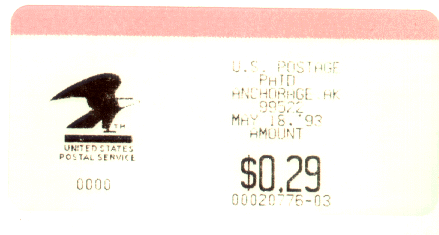 U.S. POSTAGE
PAID
ANCHORAGE AK
99522
MAY 18, '93
AMOUNT
$0.29
00020776-03
UNITED STATES
POSTAL SERVICE
0000